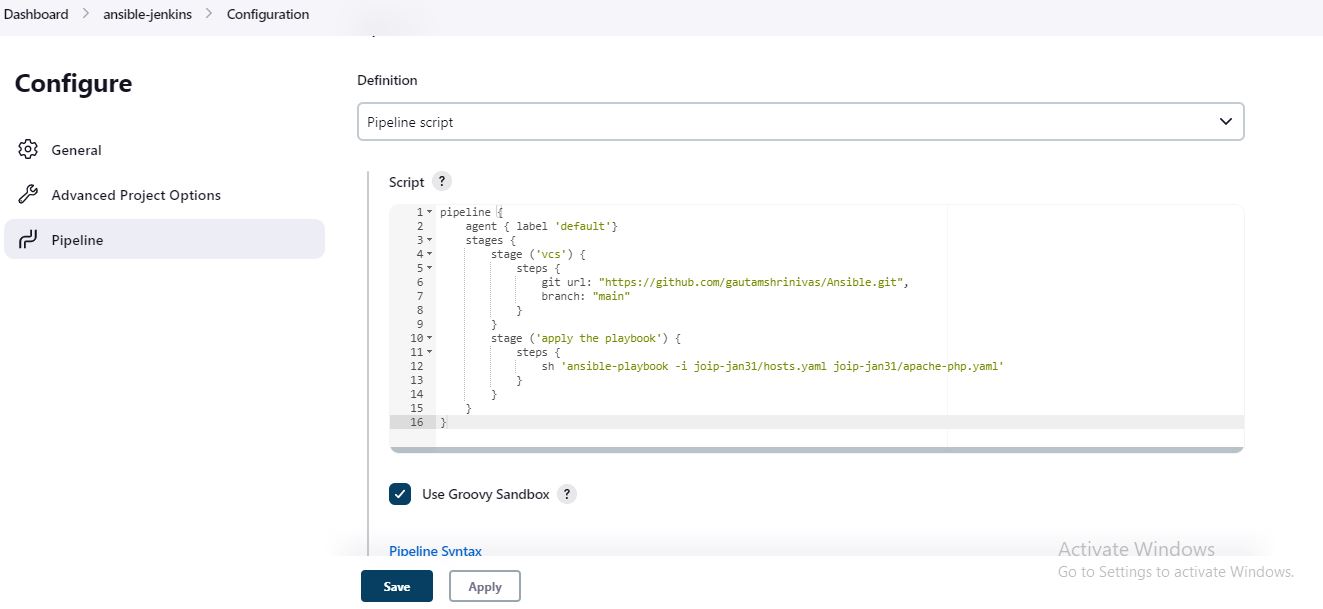 Dashboard > ansible-jenkins > Configuration
Configure
General
Advanced Project Options
Pipeline
Definition
Pipeline script
Script ?
1 pipeline {
2     agent { label 'default'}
3     stages {
4         stage ('vcs') {
5             steps {
6                 git url: "https://github.com/gautamshrinivas/Ansible.git",
7                 branch: "main"
8             }
9         }
10         stage ('apply the playbook') {
11             steps {
12                 sh 'ansible-playbook -i joip-jan31/hosts.yaml joip-jan31/apache-php.yaml'
13             }
14         }
15     }
16 }
Use Groovy Sandbox ?
Pipeline Syntax
Save
Apply
Activate Windows
Go to Settings to activate Windows.